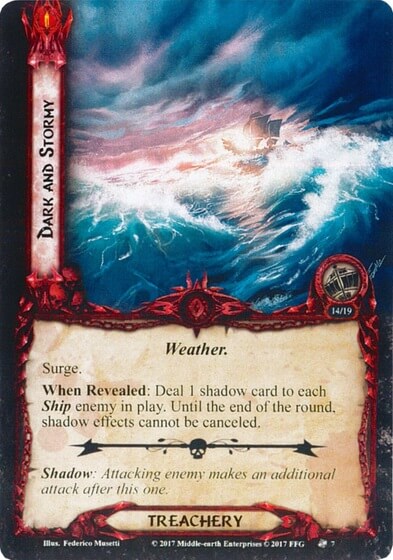 DARK AND STORMY
14/19
Weather.
Surge.
When Revealed: Deal 1 shadow card to each
Ship enemy in play. Until the end of the round,
shadow effects cannot be canceled.
Shadow: Attacking enemy makes an additional
attack after this one.
TREACHERY
Illus. Federico Musetti © 2017 Middle-earth Enterprises © 2017 FFG 7